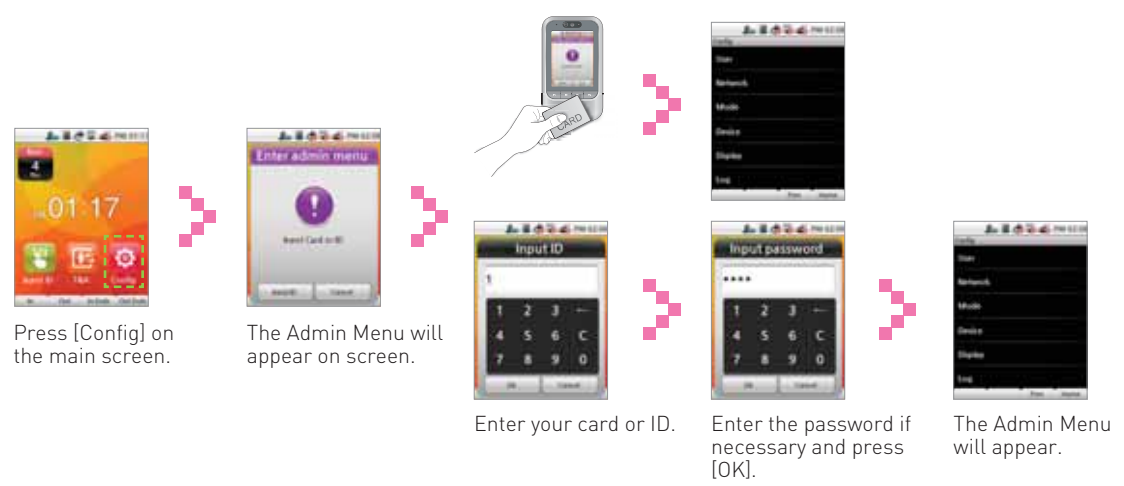 01:17
Config
Press [Config] on
the main screen.
Enter admin menu
!
Insert Card or ID
Cancel
The Admin Menu will
appear on screen.
CARD
Config
User
Network
Mode
Device
Display
Log
Prev Home
Input ID
1
1 2 3 ←
4 5 6 C
7 8 9 0
OK Cancel
Enter your card or ID.
Input password
****
1 2 3 ←
4 5 6 C
7 8 9 0
OK Cancel
Enter the password if
necessary and press
[OK].
Config
User
Network
Mode
Device
Display
Log
Prev Home
The Admin Menu
will appear.